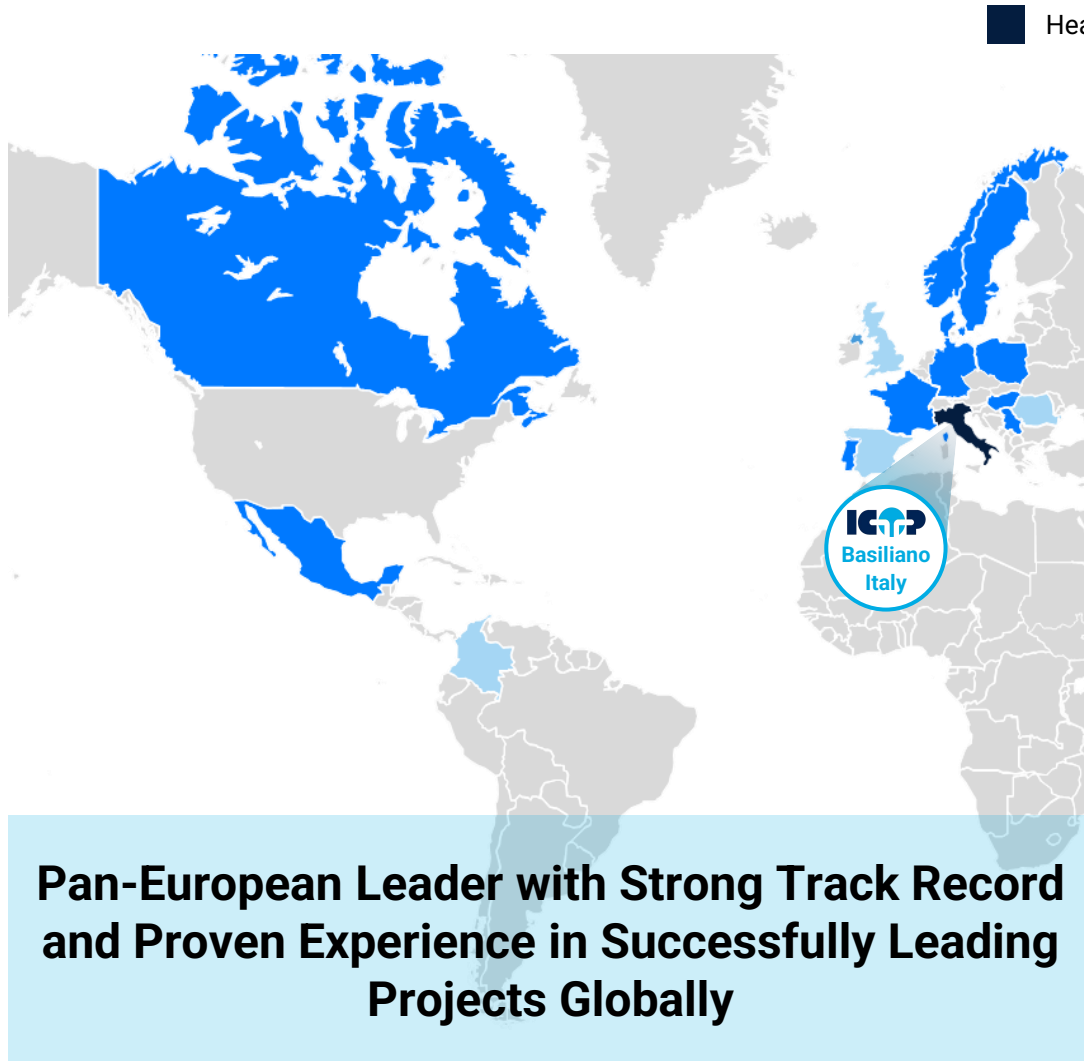 Hea
ICOP
Basiliano
Italy
Pan-European Leader with Strong Track Record
and Proven Experience in Successfully Leading
Projects Globally